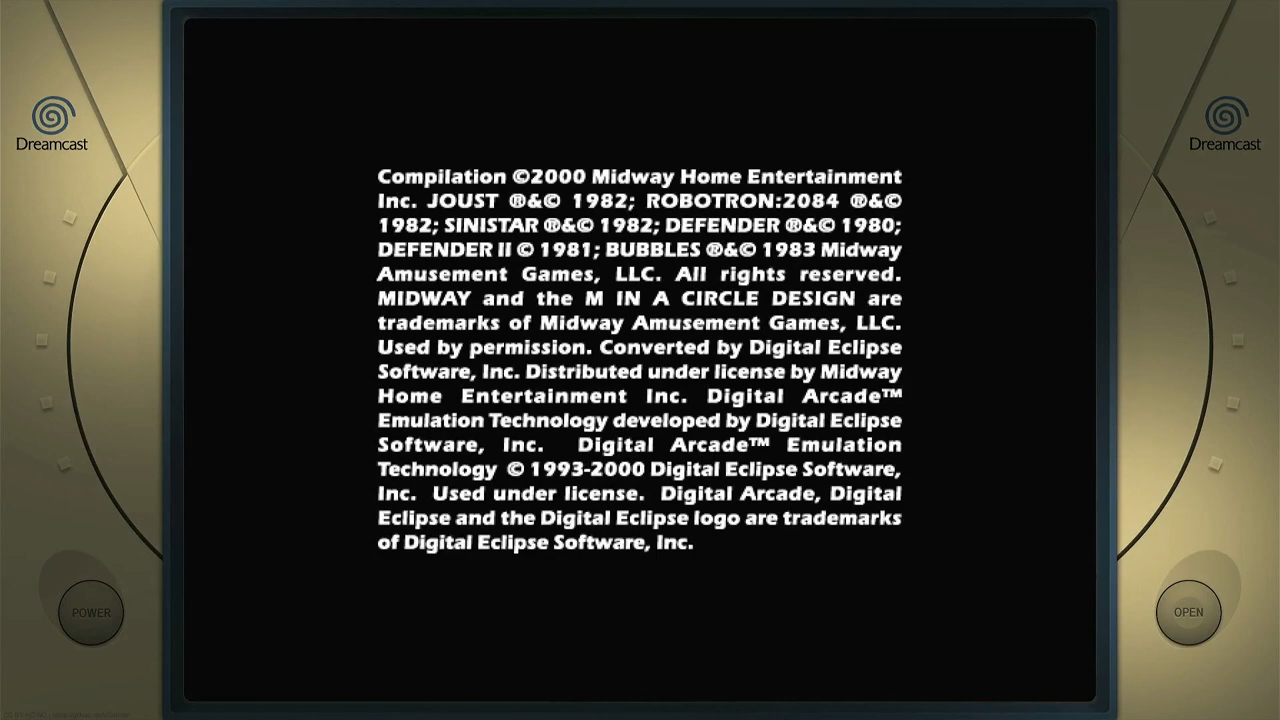 Dreamcast
Dreamcast
Compilation ©2000 Midway Home Entertainment
Inc. JOUST ®&© 1982; ROBOTRON:2084 ®&©
1982; SINISTAR ®&© 1982; DEFENDER ®&© 1980;
DEFENDER II © 1981; BUBBLES ®&© 1983 Midway
Amusement Games, LLC. All rights reserved.
MIDWAY and the M IN A CIRCLE DESIGN are
trademarks of Midway Amusement Games, LLC.
Used by permission. Converted by Digital Eclipse
Software, Inc. Distributed under license by Midway
Home Entertainment Inc. Digital Arcade™
Emulation Technology developed by Digital Eclipse
Software, Inc. Digital Arcade™ Emulation
Technology © 1993-2000 Digital Eclipse Software,
Inc. Used under license. Digital Arcade, Digital
Eclipse and the Digital Eclipse logo are trademarks
of Digital Eclipse Software, Inc.
POWER
OPEN